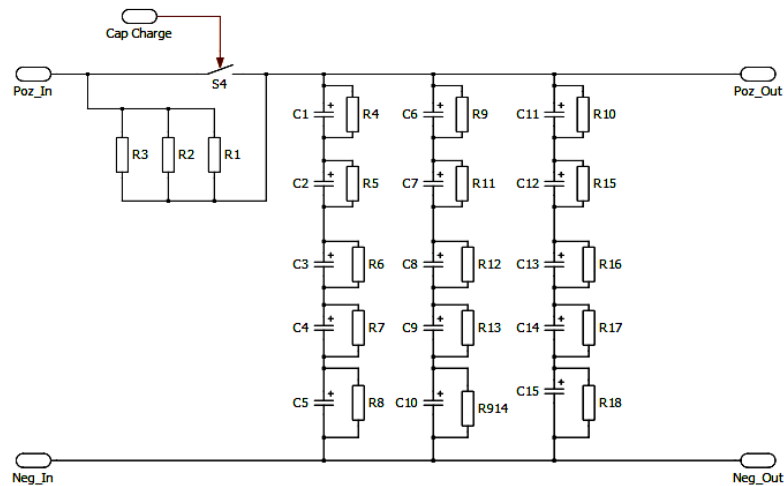 Cap Charge
Poz_In
S4
Poz_Out
C1 + R4 C6 + R9 C11 + R10
R3 R2 R1
C2 + R5 C7 + R11 C12 + R15
C3 + R6 C8 + R12 C13 + R16
C4 + R7 C9 + R13 C14 + R17
C5 + R8 C10 + R914 C15 + R18
Neg_In
Neg_Out